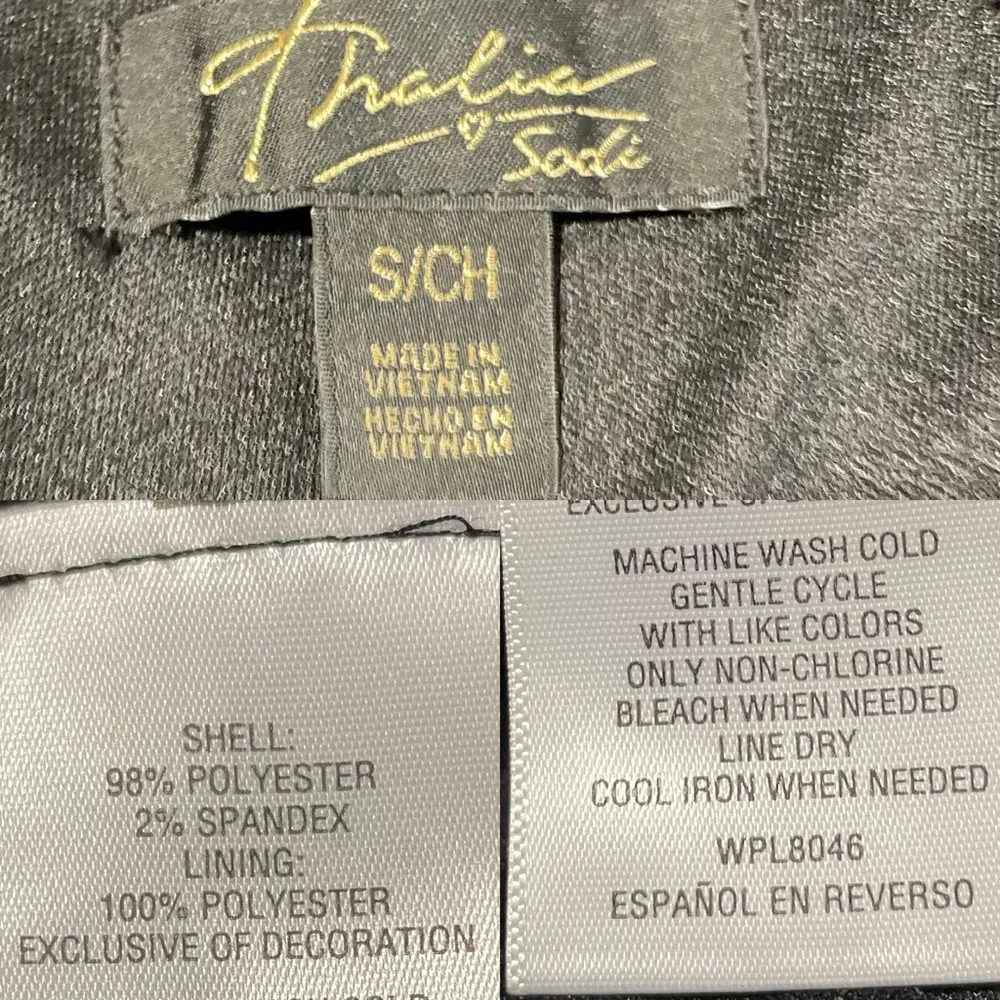 Thalia
Sodi
S/CH
MADE IN
VIETNAM
HECHO EN
VIETNAM
SHELL:
98% POLYESTER
2% SPANDEX
LINING:
100% POLYESTER
EXCLUSIVE OF DECORATION
EXCLUSIVE OF
MACHINE WASH COLD
GENTLE CYCLE
WITH LIKE COLORS
ONLY NON-CHLORINE
BLEACH WHEN NEEDED
LINE DRY
COOL IRON WHEN NEEDED
WPL8046
ESPAÑOL EN REVERSO